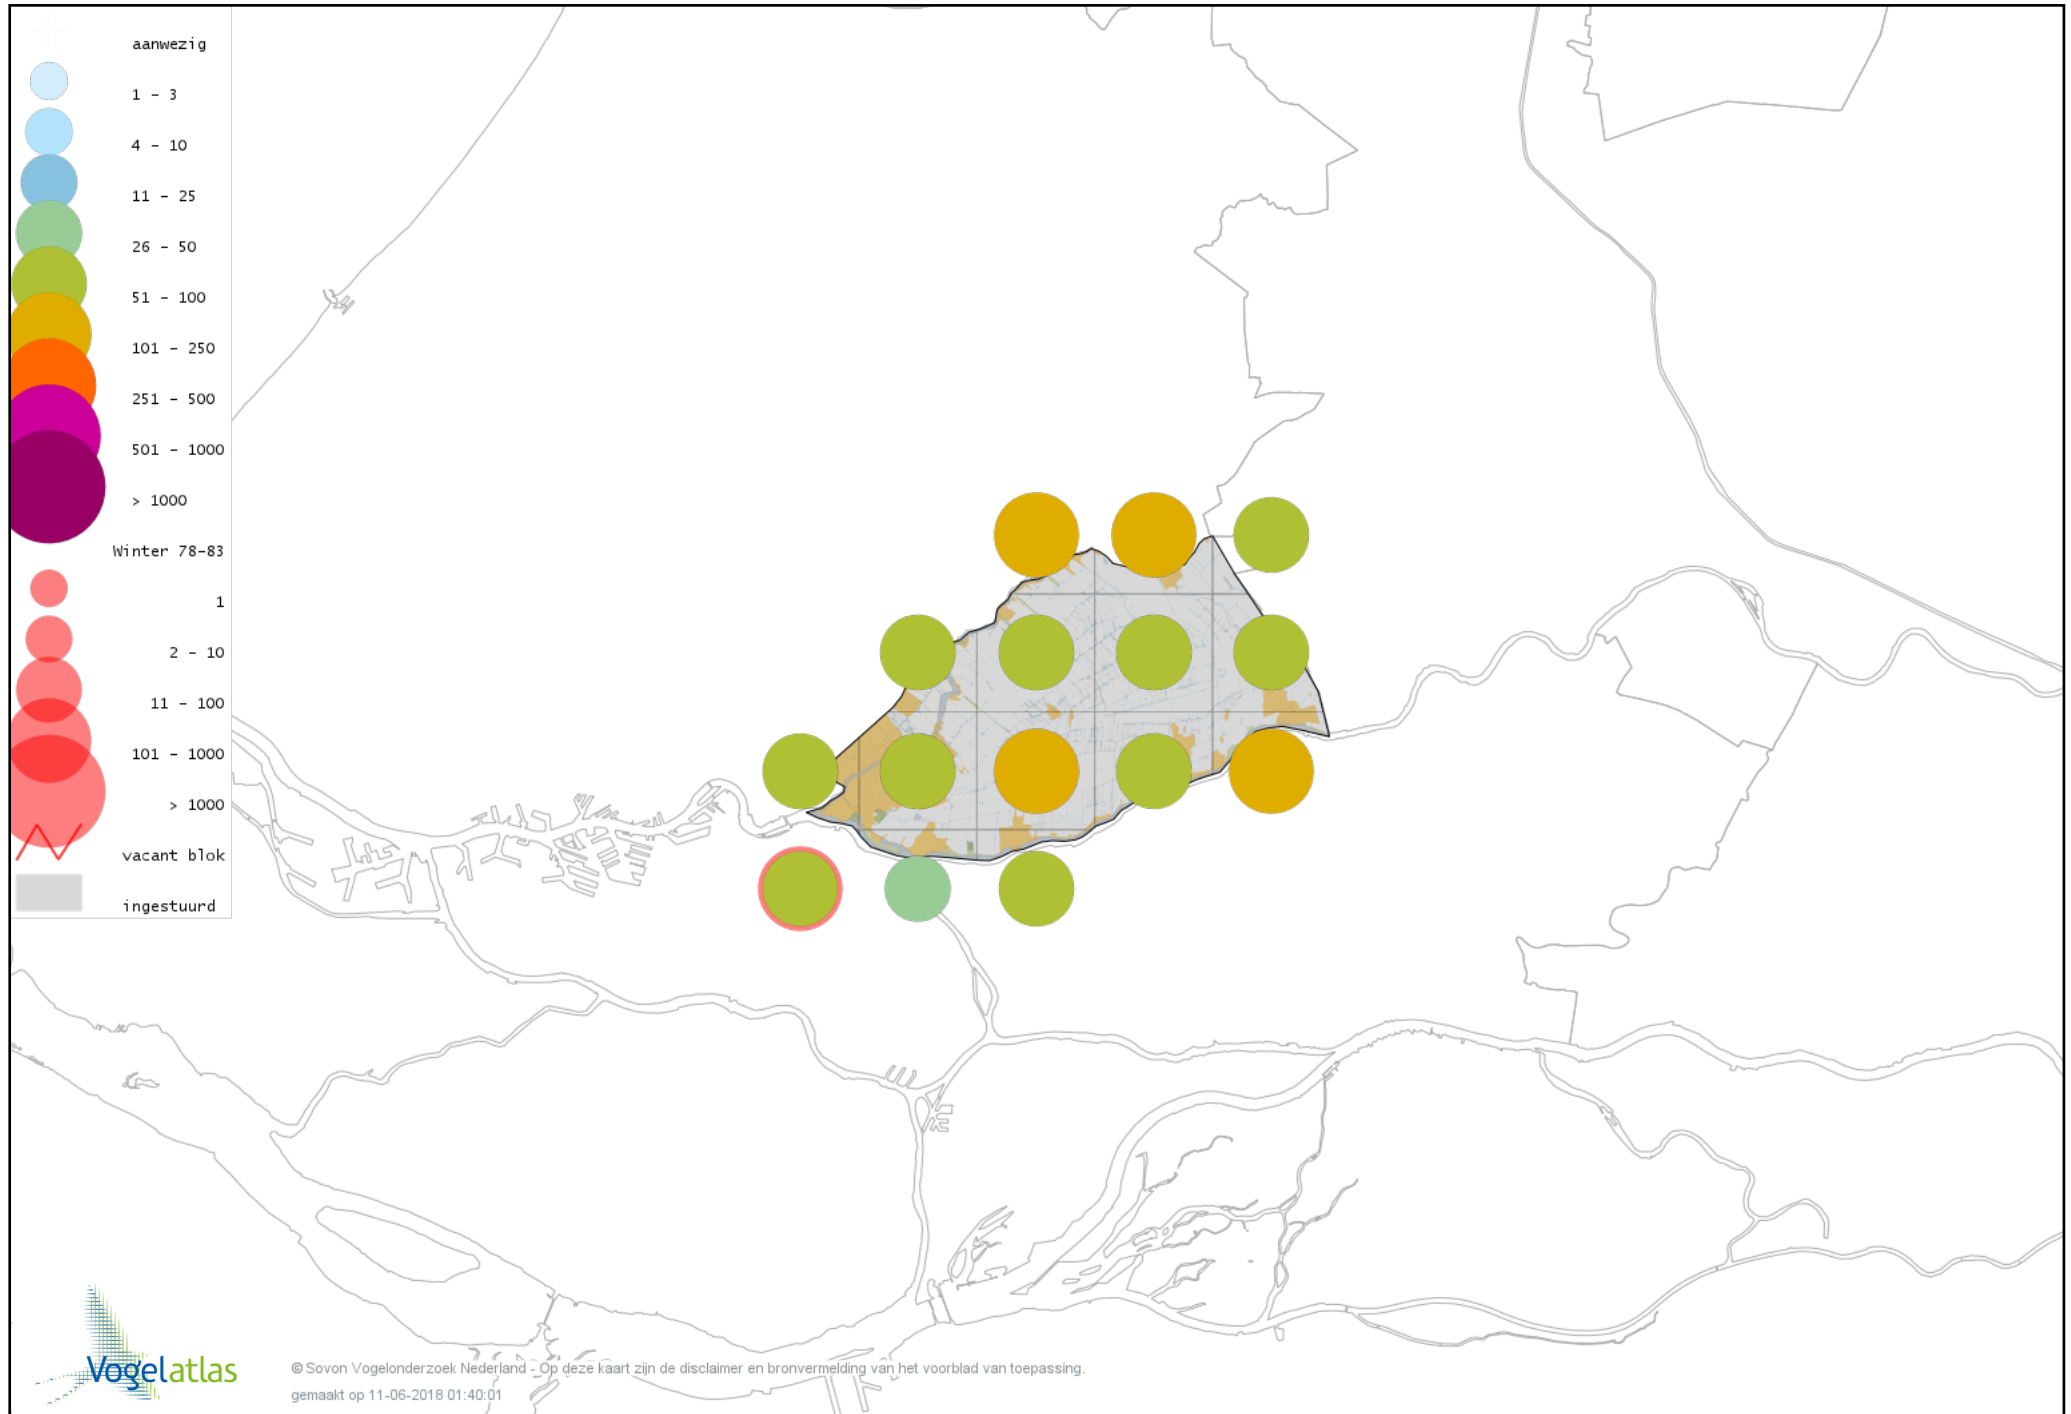 aanwezig
1 - 3
4 - 10
11 - 25
26 - 50
51 - 100
101 - 250
251 - 500
501 - 1000
> 1000
Winter 78-83
1
2 - 10
11 - 100
101 - 1000
> 1000
vacant blok
ingestuurd
Vogelatlas
© Sovon Vogelonderzoek Nederland - Op deze kaart zijn de disclaimer en bronvermelding van het voorblad van toepassing.
gemaakt op 11-06-2018 01:40:01